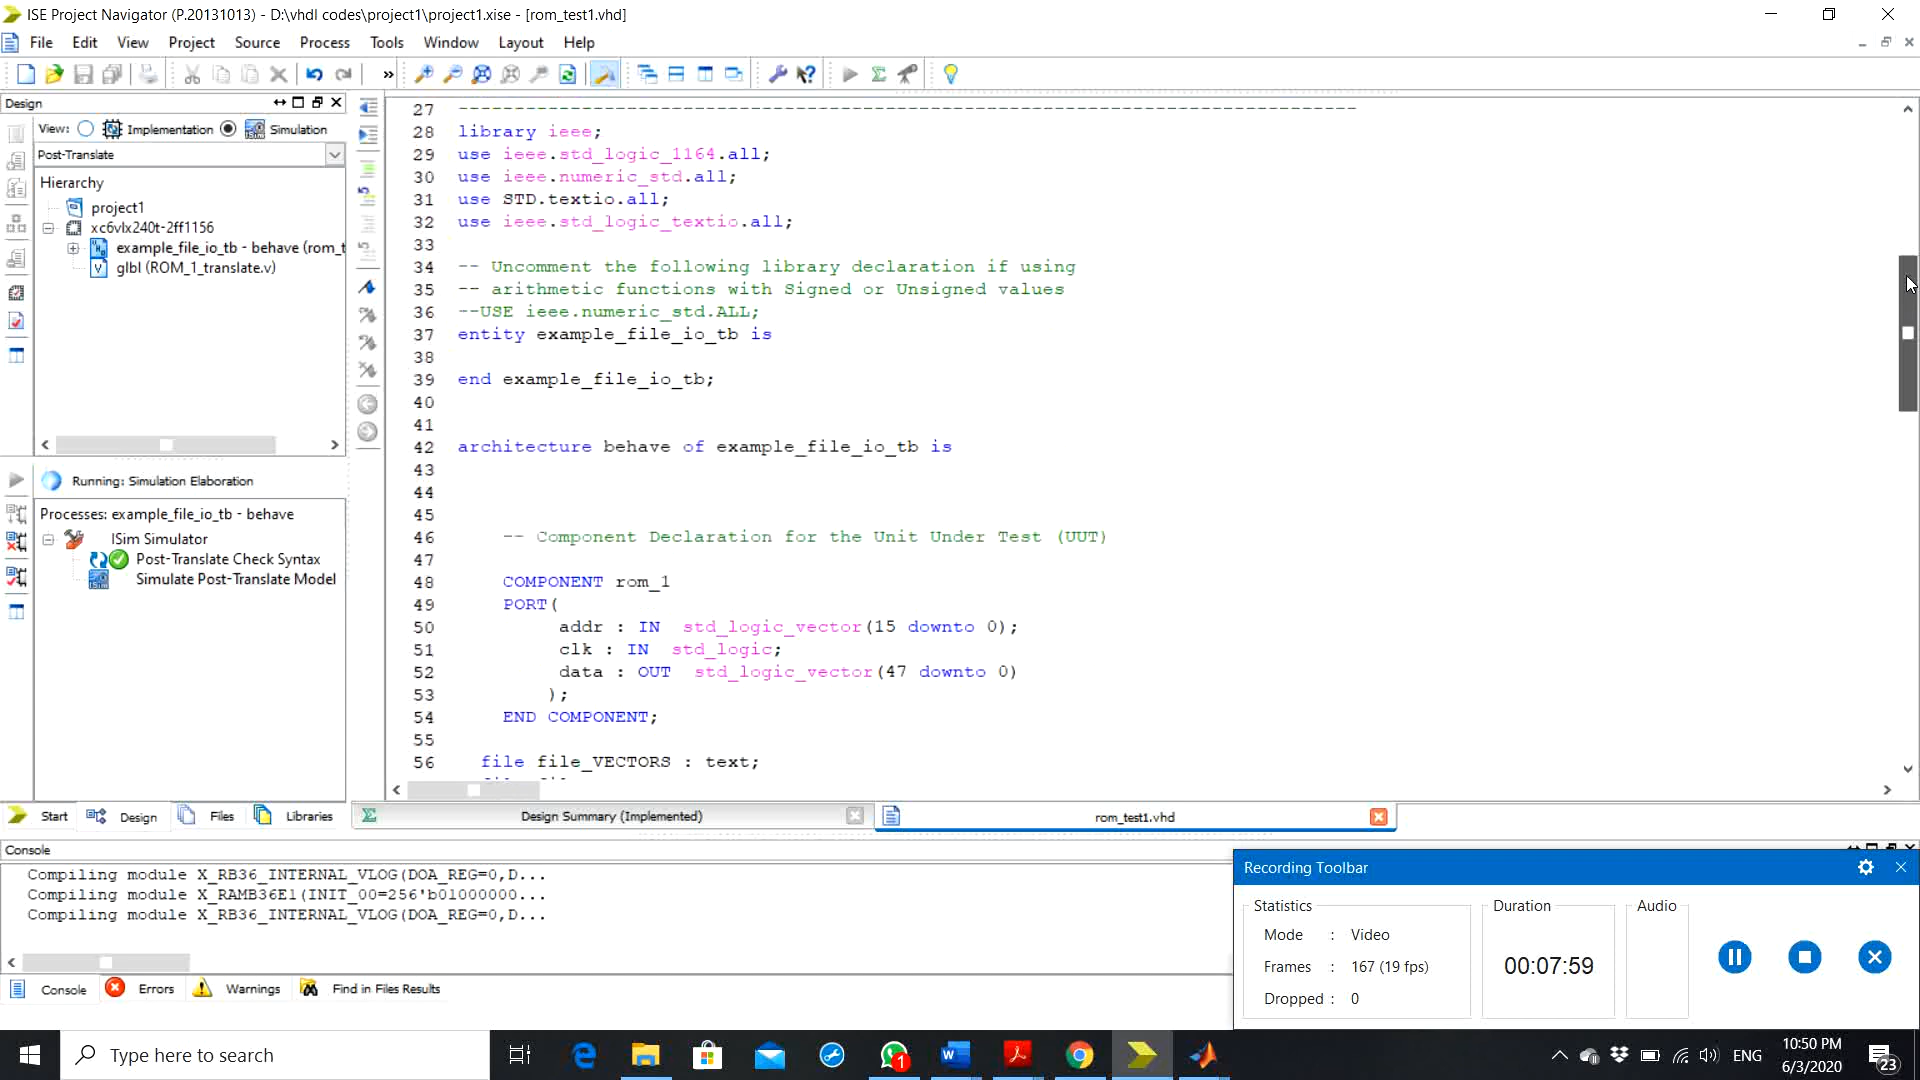 ISE Project Navigator (P.20131013) - D:\vhdl codes\project1\project1.xise - [rom_test1.vhd]
File Edit View Project Source Process Tools Window Layout Help
Design
View: Implementation Simulation
Post-Translate
Hierarchy
project1
xc6vlx240t-2ff1156
example_file_io_tb - behave (rom_t
glbl (ROM_1_translate.v)
Running: Simulation Elaboration
Processes: example_file_io_tb - behave
ISim Simulator
Post-Translate Check Syntax
Simulate Post-Translate Model
Start Design Files Libraries
27 --------------------------------------------------------------------------------
28 library ieee;
29 use ieee.std_logic_1164.all;
30 use ieee.numeric_std.all;
31 use STD.textio.all;
32 use ieee.std_logic_textio.all;
33
34 -- Uncomment the following library declaration if using
35 -- arithmetic functions with Signed or Unsigned values
36 --USE ieee.numeric_std.ALL;
37 entity example_file_io_tb is
38
39 end example_file_io_tb;
40
41
42 architecture behave of example_file_io_tb is
43
44
45
46 -- Component Declaration for the Unit Under Test (UUT)
47
48 COMPONENT rom_1
49 PORT(
50 addr : IN std_logic_vector(15 downto 0);
51 clk : IN std_logic;
52 data : OUT std_logic_vector(47 downto 0)
53 );
54 END COMPONENT;
55
56 file file_VECTORS : text;
Design Summary (Implemented) rom_test1.vhd
Console
Compiling module X_RB36_INTERNAL_VLOG(DOA_REG=0,D...
Compiling module X_RAMB36E1(INIT_00=256'b01000000...
Compiling module X_RB36_INTERNAL_VLOG(DOA_REG=0,D...
Console Errors Warnings Find in Files Results
Recording Toolbar
Statistics
Mode : Video
Frames : 167 (19 fps)
Dropped : 0
Duration
00:07:59
Audio
Type here to search
1
ENG
10:50 PM
6/3/2020
23